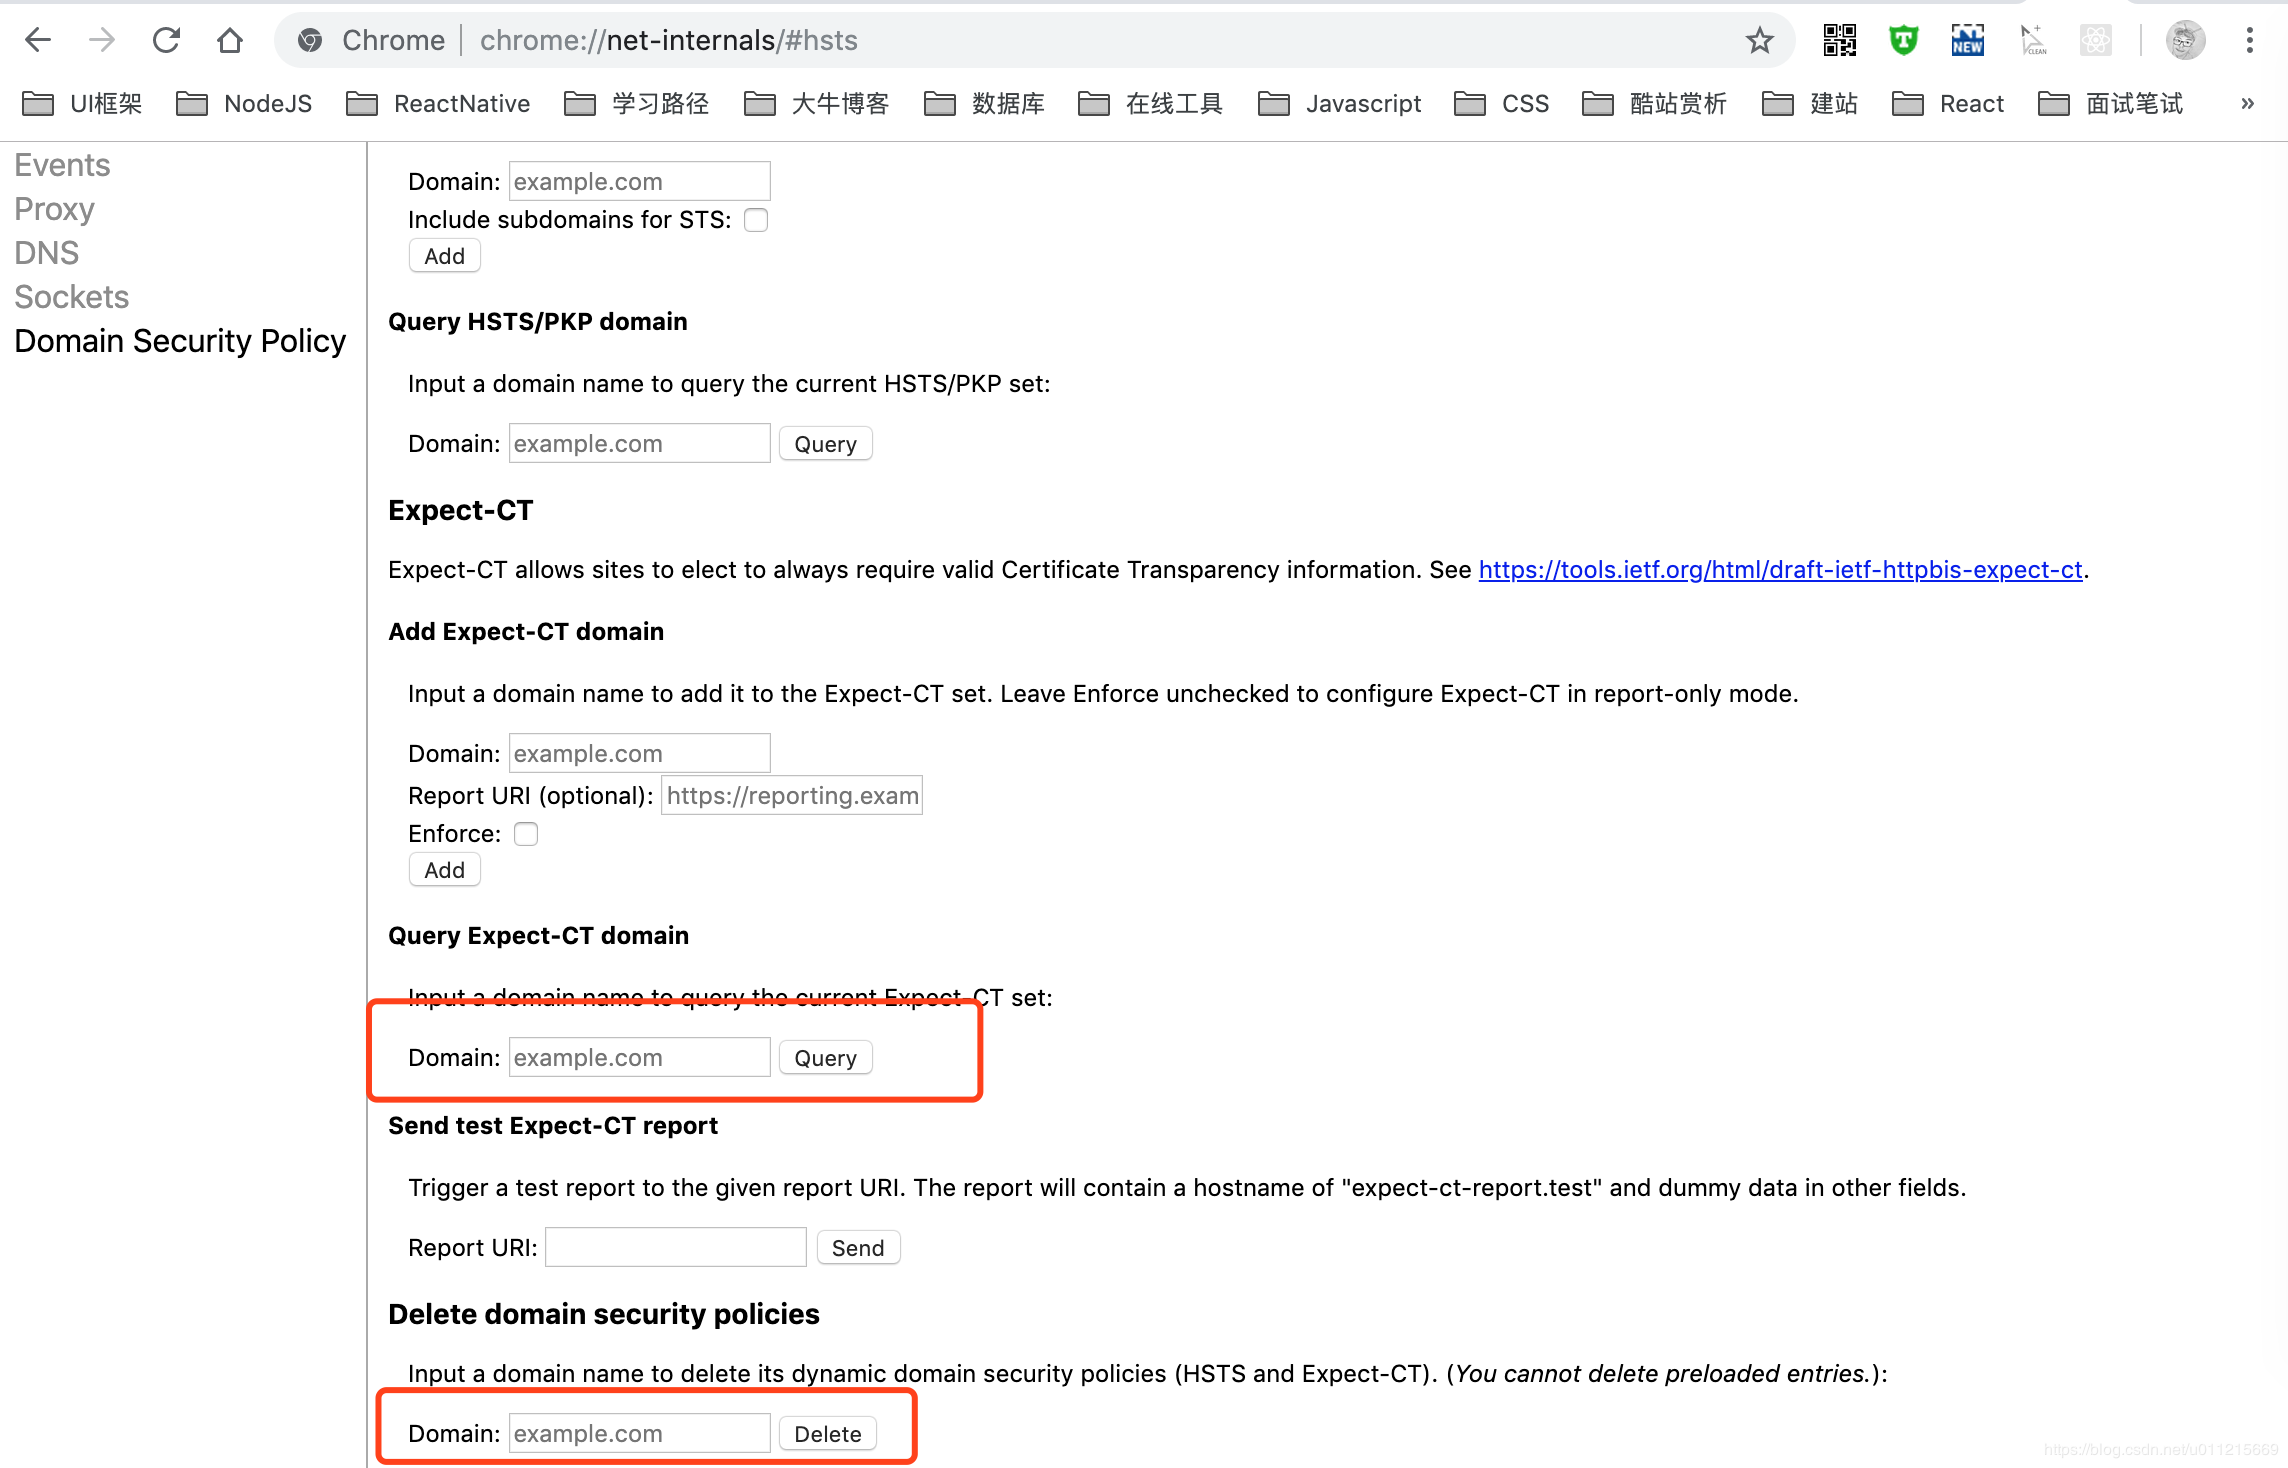 Chrome chrome://net-internals/#hsts
T NEW CLEAN
UI框架 NodeJS ReactNative 学习路径 大牛博客 数据库 在线工具 Javascript CSS 酷站赏析 建站 React 面试笔试 »
Events
Proxy
DNS
Sockets
Domain Security Policy
Domain: example.com
Include subdomains for STS:
Add
Query HSTS/PKP domain
Input a domain name to query the current HSTS/PKP set:
Domain: example.com Query
Expect-CT
Expect-CT allows sites to elect to always require valid Certificate Transparency information. See https://tools.ietf.org/html/draft-ietf-httpbis-expect-ct.
Add Expect-CT domain
Input a domain name to add it to the Expect-CT set. Leave Enforce unchecked to configure Expect-CT in report-only mode.
Domain: example.com
Report URI (optional): https://reporting.exam
Enforce:
Add
Query Expect-CT domain
Input a domain name to query the current Expect-CT set:
Domain: example.com Query
Send test Expect-CT report
Trigger a test report to the given report URI. The report will contain a hostname of "expect-ct-report.test" and dummy data in other fields.
Report URI: Send
Delete domain security policies
Input a domain name to delete its dynamic domain security policies (HSTS and Expect-CT). (You cannot delete preloaded entries.):
Domain: example.com Delete
https://blog.csdn.net/u011215669